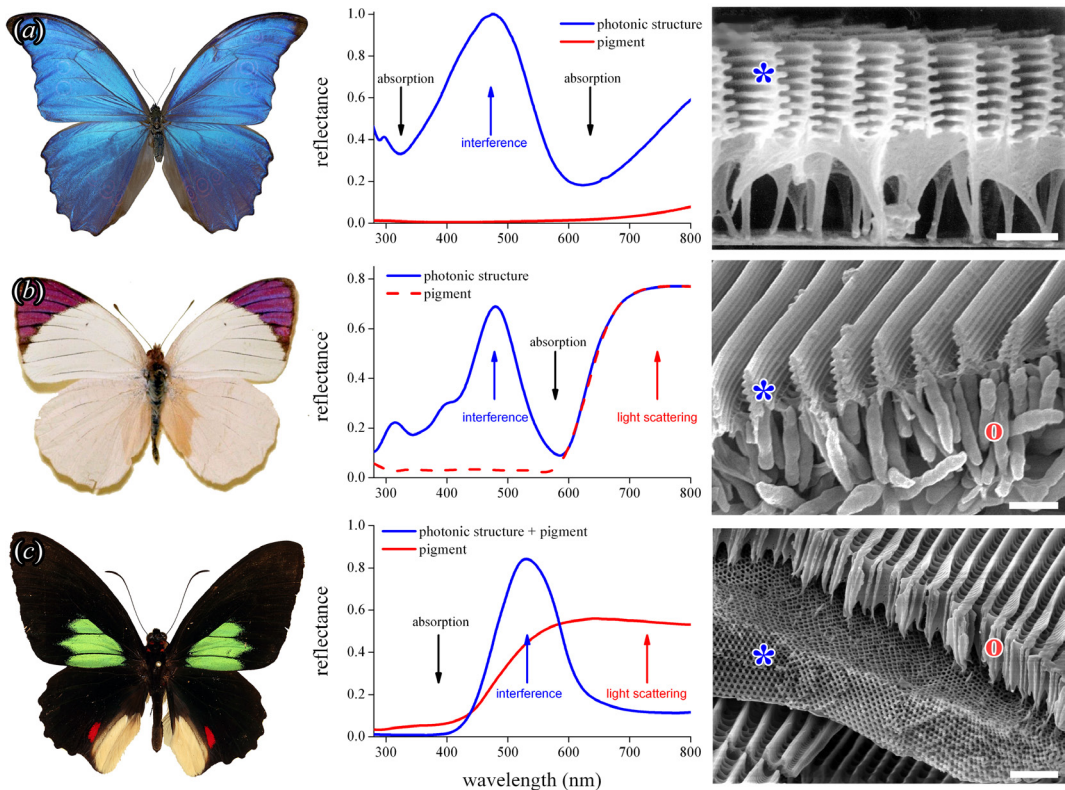 (a)
photonic structure
pigment
reflectance
1.0
0.8
0.6
0.4
0.2
0.0
absorption
absorption
interference
300 400 500 600 700 800
(b)
photonic structure
pigment
reflectance
0.8
0.6
0.4
0.2
0.0
absorption
interference
light scattering
300 400 500 600 700 800
(c)
photonic structure + pigment
pigment
reflectance
1.0
0.8
0.6
0.4
0.2
0.0
absorption
interference
light scattering
300 400 500 600 700 800
wavelength (nm)